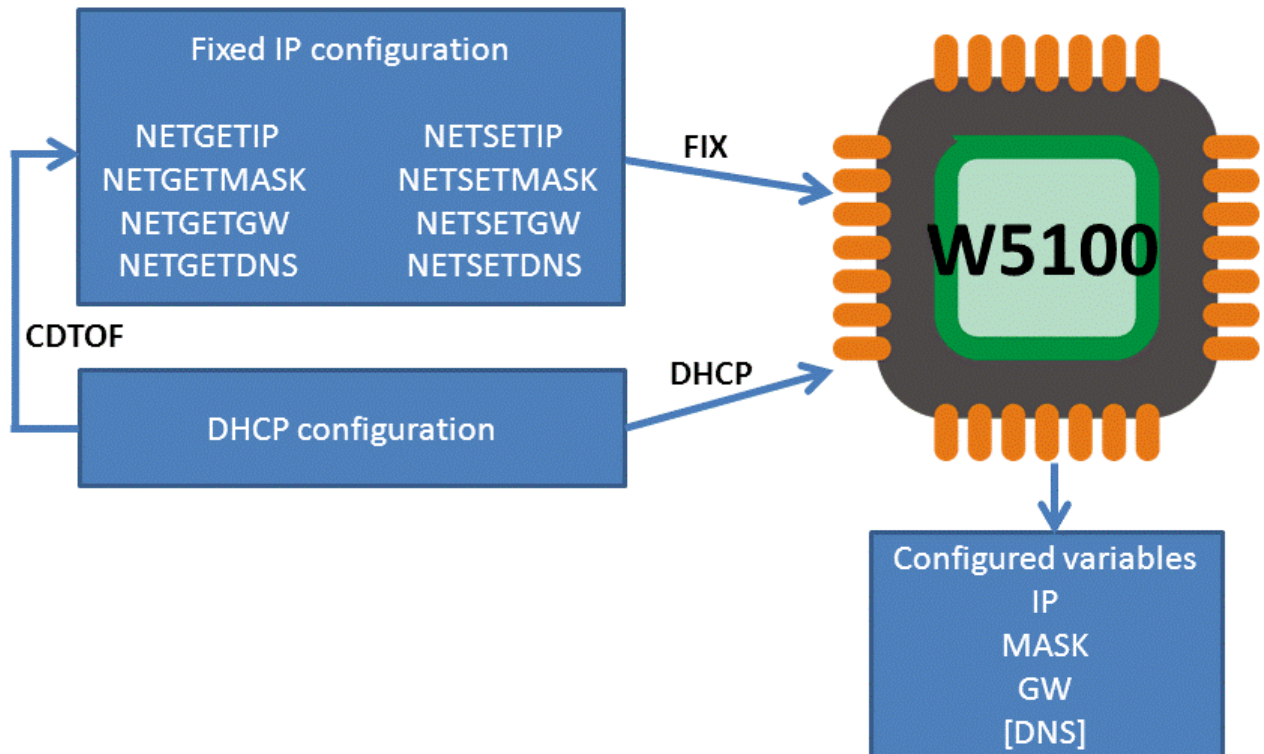 Fixed IP configuration
NETGETIP NETSETIP
NETGETMASK NETSETMASK
NETGETGW NETSETGW
NETGETDNS NETSETDNS
FIX
W5100
CDTOF
DHCP
DHCP configuration
Configured variables
IP
MASK
GW
[DNS]